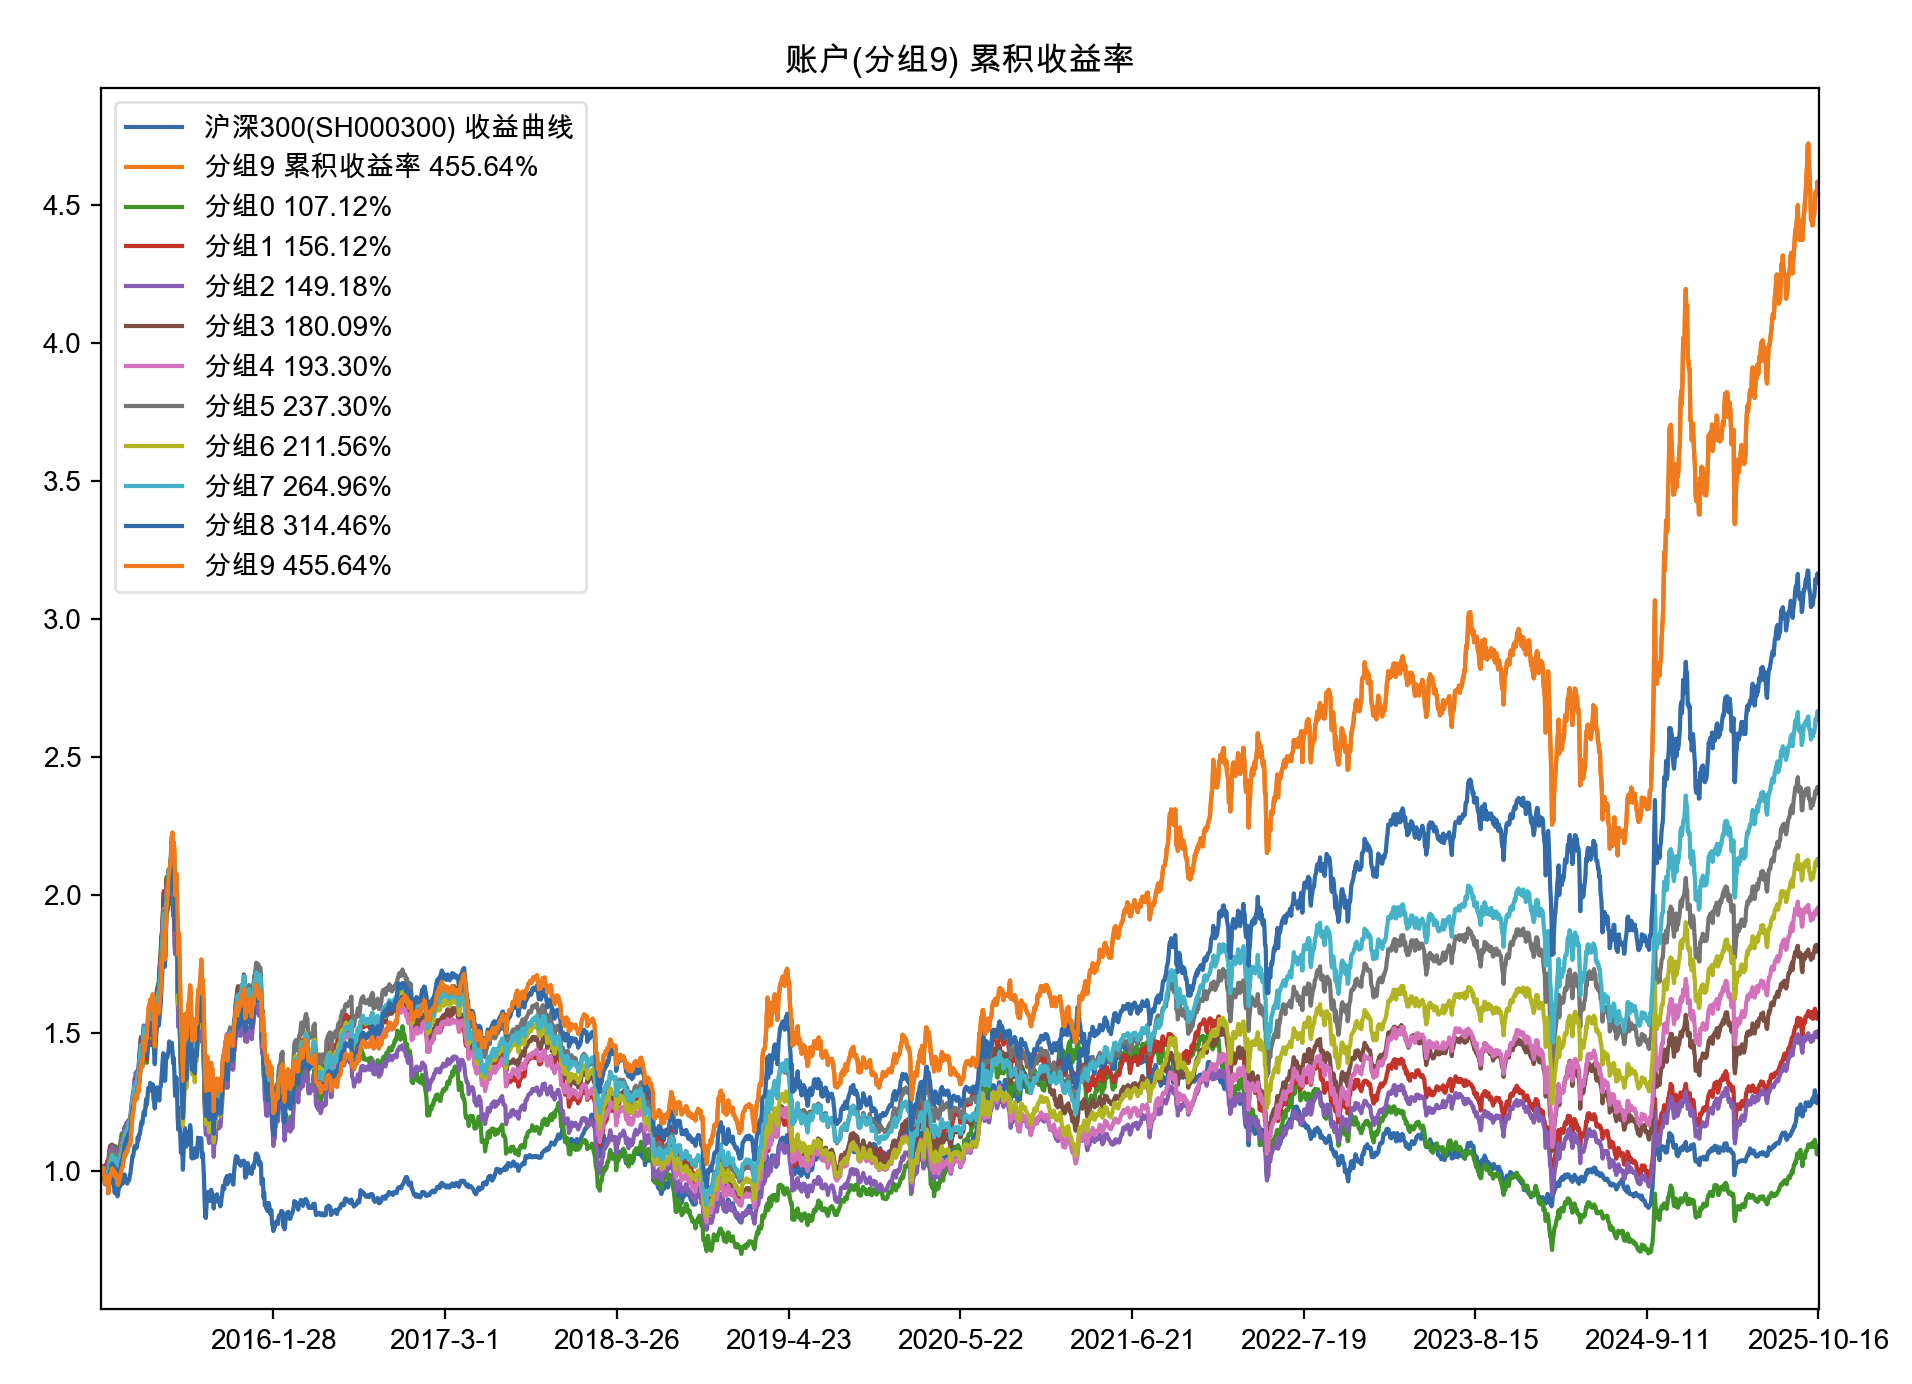 账户(分组9) 累积收益率
沪深300(SH000300) 收益曲线
分组9 累积收益率 455.64%
分组0 107.12%
分组1 156.12%
分组2 149.18%
分组3 180.09%
分组4 193.30%
分组5 237.30%
分组6 211.56%
分组7 264.96%
分组8 314.46%
分组9 455.64%
4.5
4.0
3.5
3.0
2.5
2.0
1.5
1.0
2016-1-28
2017-3-1
2018-3-26
2019-4-23
2020-5-22
2021-6-21
2022-7-19
2023-8-15
2024-9-11
2025-10-16